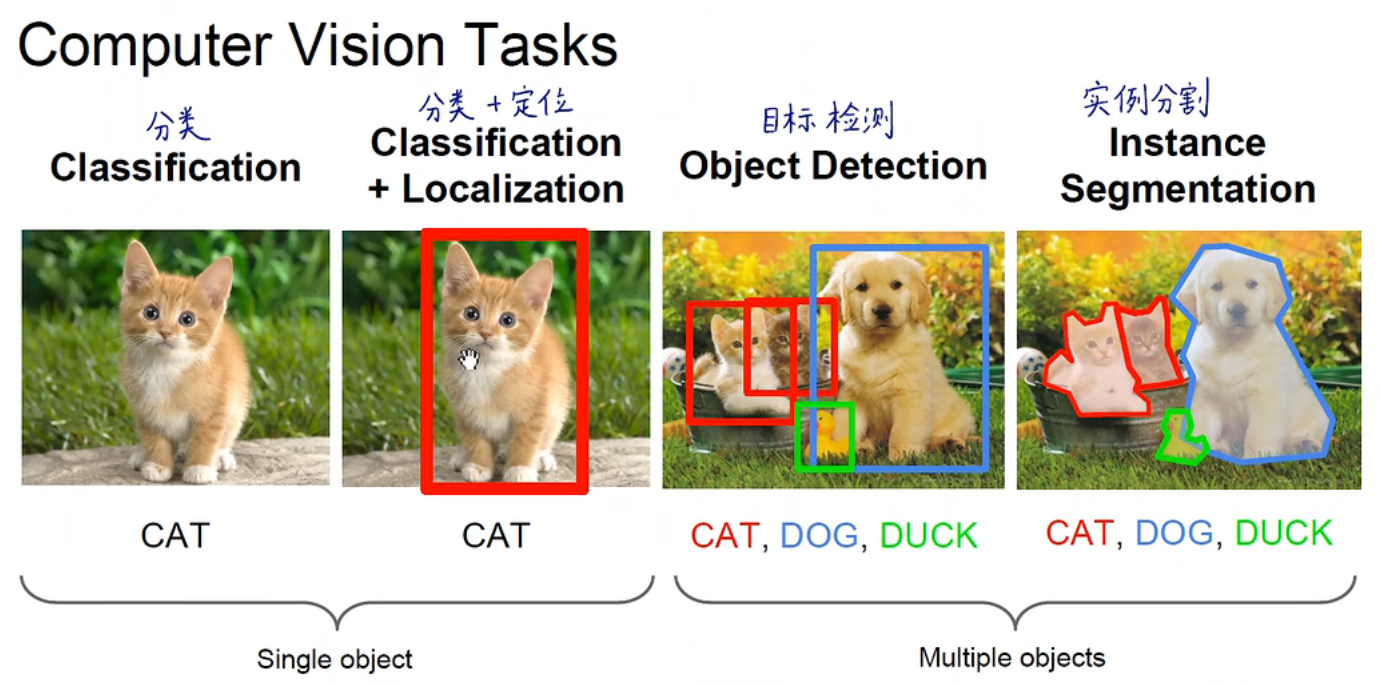 Computer Vision Tasks
分类
Classification
分类 + 定位
Classification
+ Localization
目标检测
Object Detection
实例分割
Instance
Segmentation
CAT
CAT
CAT, DOG, DUCK
CAT, DOG, DUCK
Single object
Multiple objects